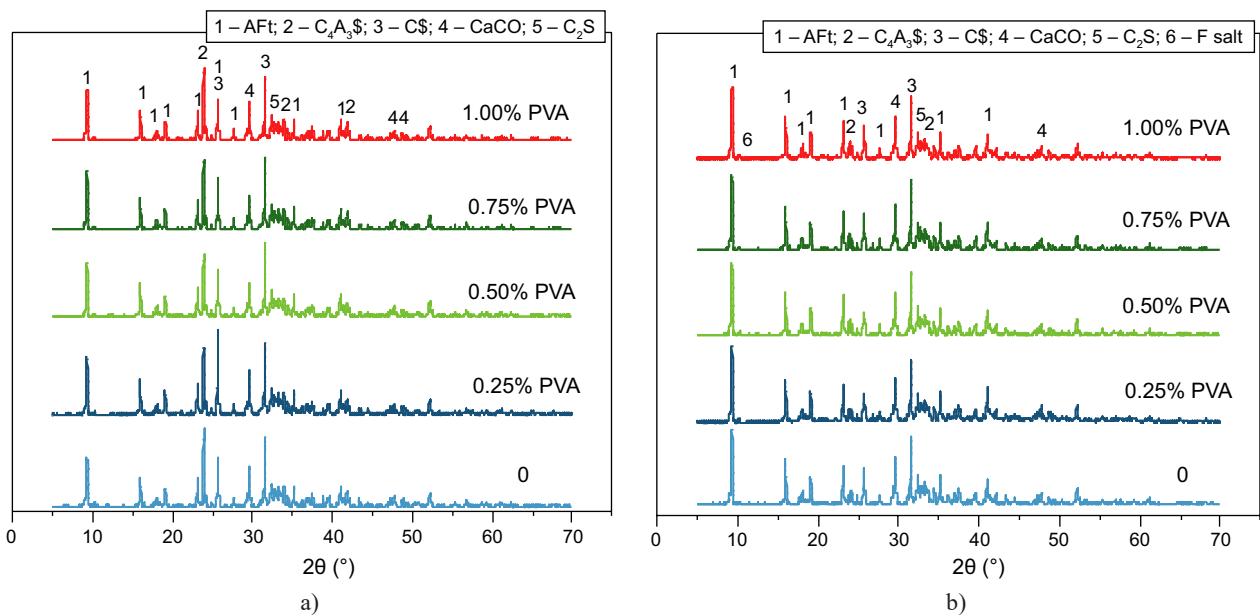 1 – AFt; 2 – C₄A₃$; 3 – C$; 4 – CaCO; 5 – C₂S
1 1 1 1 1 2 1 3 1 4 3 5 2 1 1 2 4 4
1.00% PVA
0.75% PVA
0.50% PVA
0.25% PVA
0
0 10 20 30 40 50 60 70
2θ (°)
a)
1 – AFt; 2 – C₄A₃$; 3 – C$; 4 – CaCO; 5 – C₂S; 6 – F salt
1 6 1 1 1 1 2 3 1 4 3 5 2 1 1 4
1.00% PVA
0.75% PVA
0.50% PVA
0.25% PVA
0
0 10 20 30 40 50 60 70
2θ (°)
b)